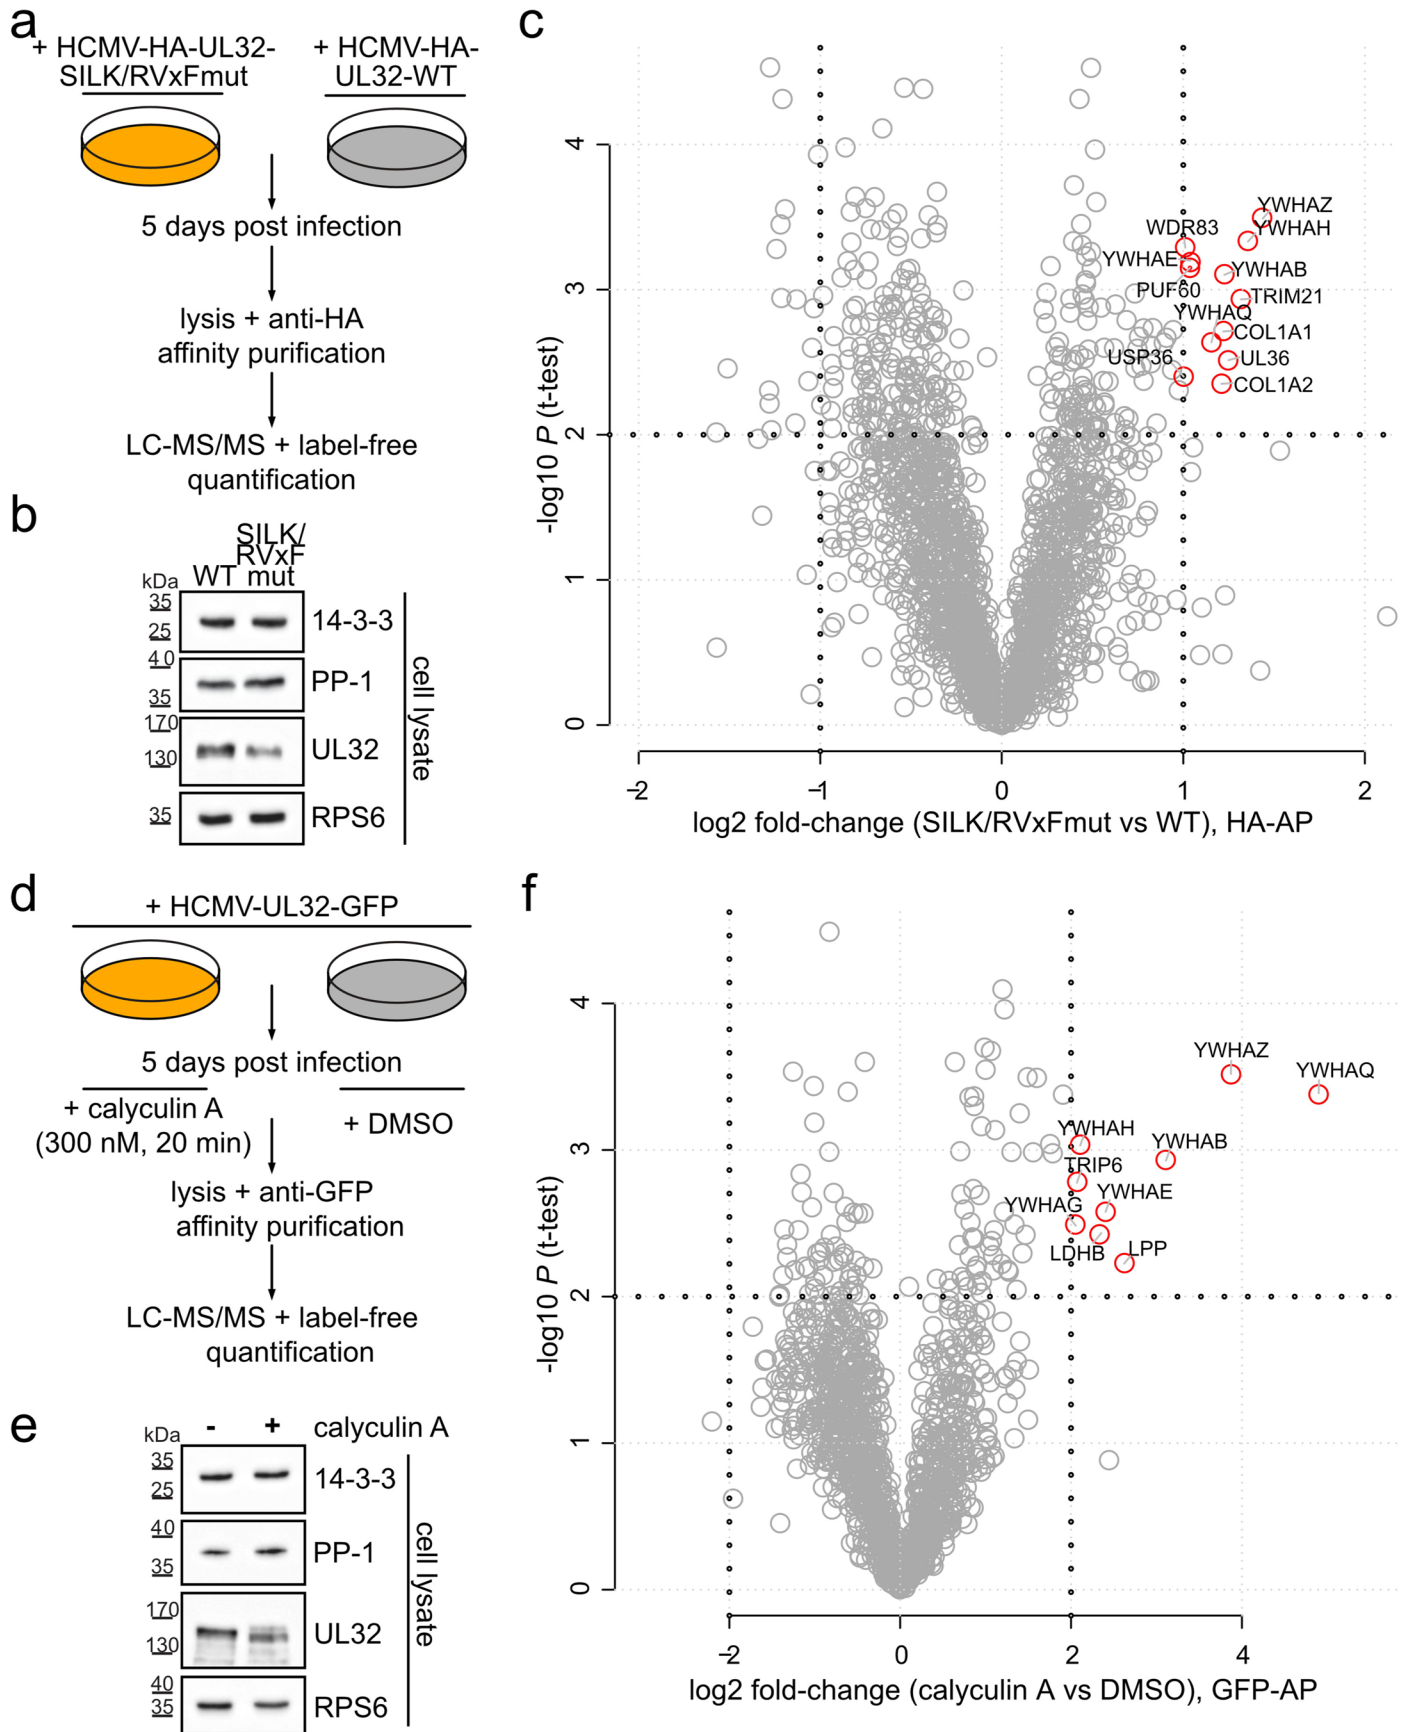 a
+ HCMV-HA-UL32-
SILK/RVxFmut
+ HCMV-HA-
UL32-WT
5 days post infection
lysis + anti-HA
affinity purification
LC-MS/MS + label-free
quantification
b
SILK/
RVxF
WT mut
kDa
35
25
14-3-3
40
35
PP-1
170
130
UL32
35
RPS6
cell lysate
c
4
3
2
1
0
-log10 P (t-test)
YWHAZ
WDR83
YWHAH
YWHAE
YWHAB
PUF60
TRIM21
YWHAQ
COL1A1
USP36
UL36
COL1A2
−2 −1 0 1 2
log2 fold-change (SILK/RVxFmut vs WT), HA-AP
d
+ HCMV-UL32-GFP
5 days post infection
+ calyculin A
(300 nM, 20 min)
+ DMSO
lysis + anti-GFP
affinity purification
LC-MS/MS + label-free
quantification
e
- + calyculin A
kDa
35
25
14-3-3
40
35
PP-1
170
130
UL32
40
35
RPS6
cell lysate
f
4
3
2
1
0
-log10 P (t-test)
YWHAZ
YWHAQ
YWHAH
YWHAB
TRIP6
YWHAE
YWHAG
LDHB
LPP
−2 0 2 4
log2 fold-change (calyculin A vs DMSO), GFP-AP